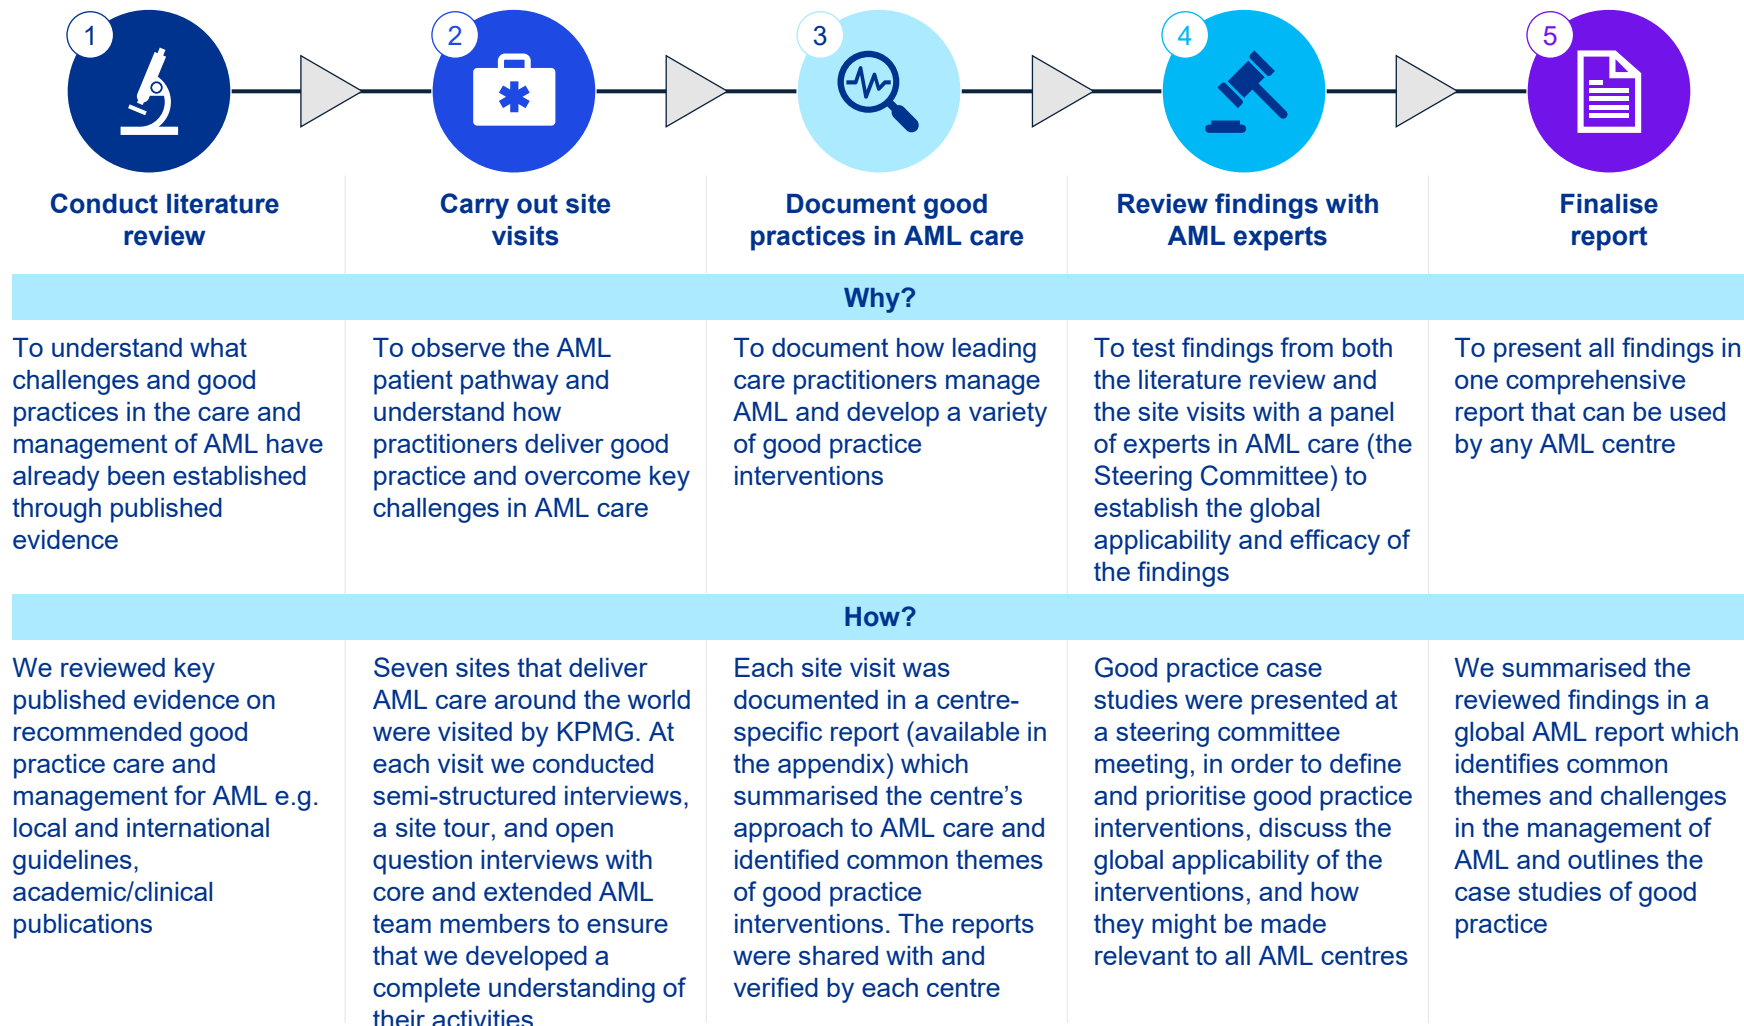 1
2
3
4
5
Conduct literature
review
Carry out site
visits
Document good
practices in AML care
Review findings with
AML experts
Finalise
report
Why?
To understand what
challenges and good
practices in the care and
management of AML have
already been established
through published
evidence
To observe the AML
patient pathway and
understand how
practitioners deliver good
practice and overcome key
challenges in AML care
To document how leading
care practitioners manage
AML and develop a variety
of good practice
interventions
To test findings from both
the literature review and
the site visits with a panel
of experts in AML care (the
Steering Committee) to
establish the global
applicability and efficacy of
the findings
To present all findings in
one comprehensive
report that can be used
by any AML centre
How?
We reviewed key
published evidence on
recommended good
practice care and
management for AML e.g.
local and international
guidelines,
academic/clinical
publications
Seven sites that deliver
AML care around the world
were visited by KPMG. At
each visit we conducted
semi-structured interviews,
a site tour, and open
question interviews with
core and extended AML
team members to ensure
that we developed a
complete understanding of
their activities
Each site visit was
documented in a centre-
specific report (available in
the appendix) which
summarised the centre’s
approach to AML care and
identified common themes
of good practice
interventions. The reports
were shared with and
verified by each centre
Good practice case
studies were presented at
a steering committee
meeting, in order to define
and prioritise good practice
interventions, discuss the
global applicability of the
interventions, and how
they might be made
relevant to all AML centres
We summarised the
reviewed findings in a
global AML report which
identifies common
themes and challenges
in the management of
AML and outlines the
case studies of good
practice